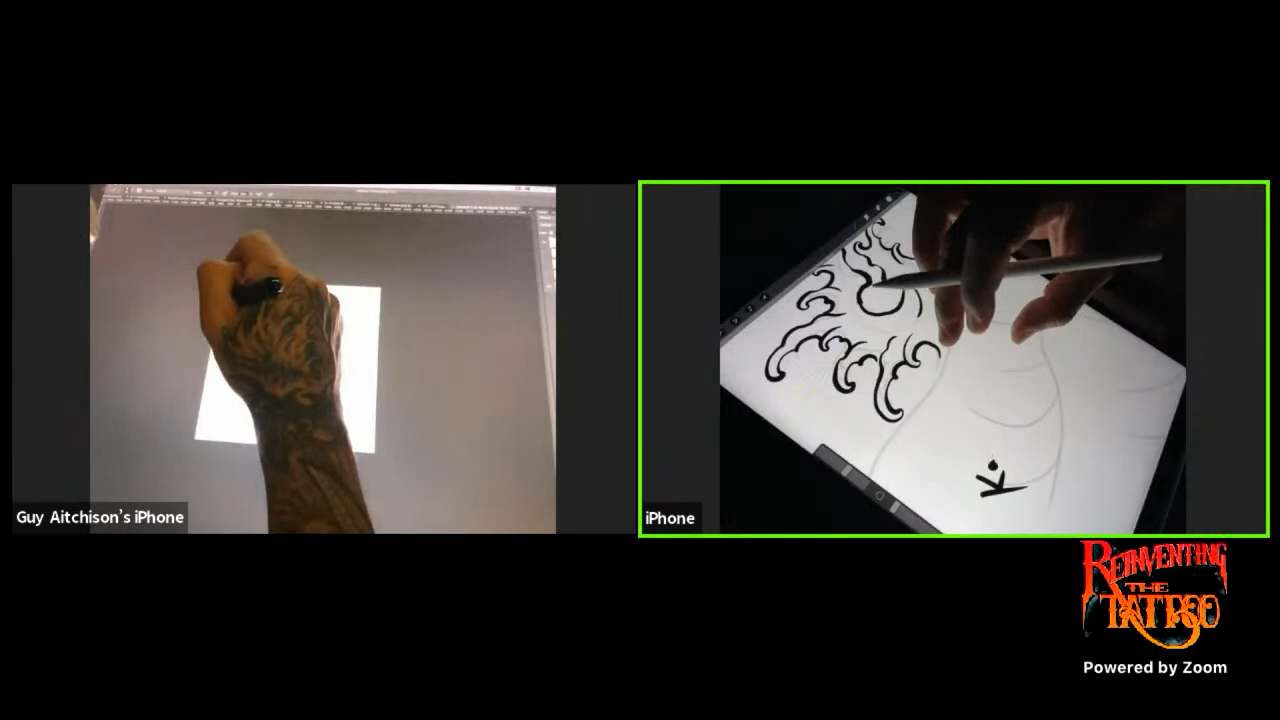 Guy Aitchison's iPhone
iPhone
REINVENTING
THE
TATTOO
Powered by Zoom